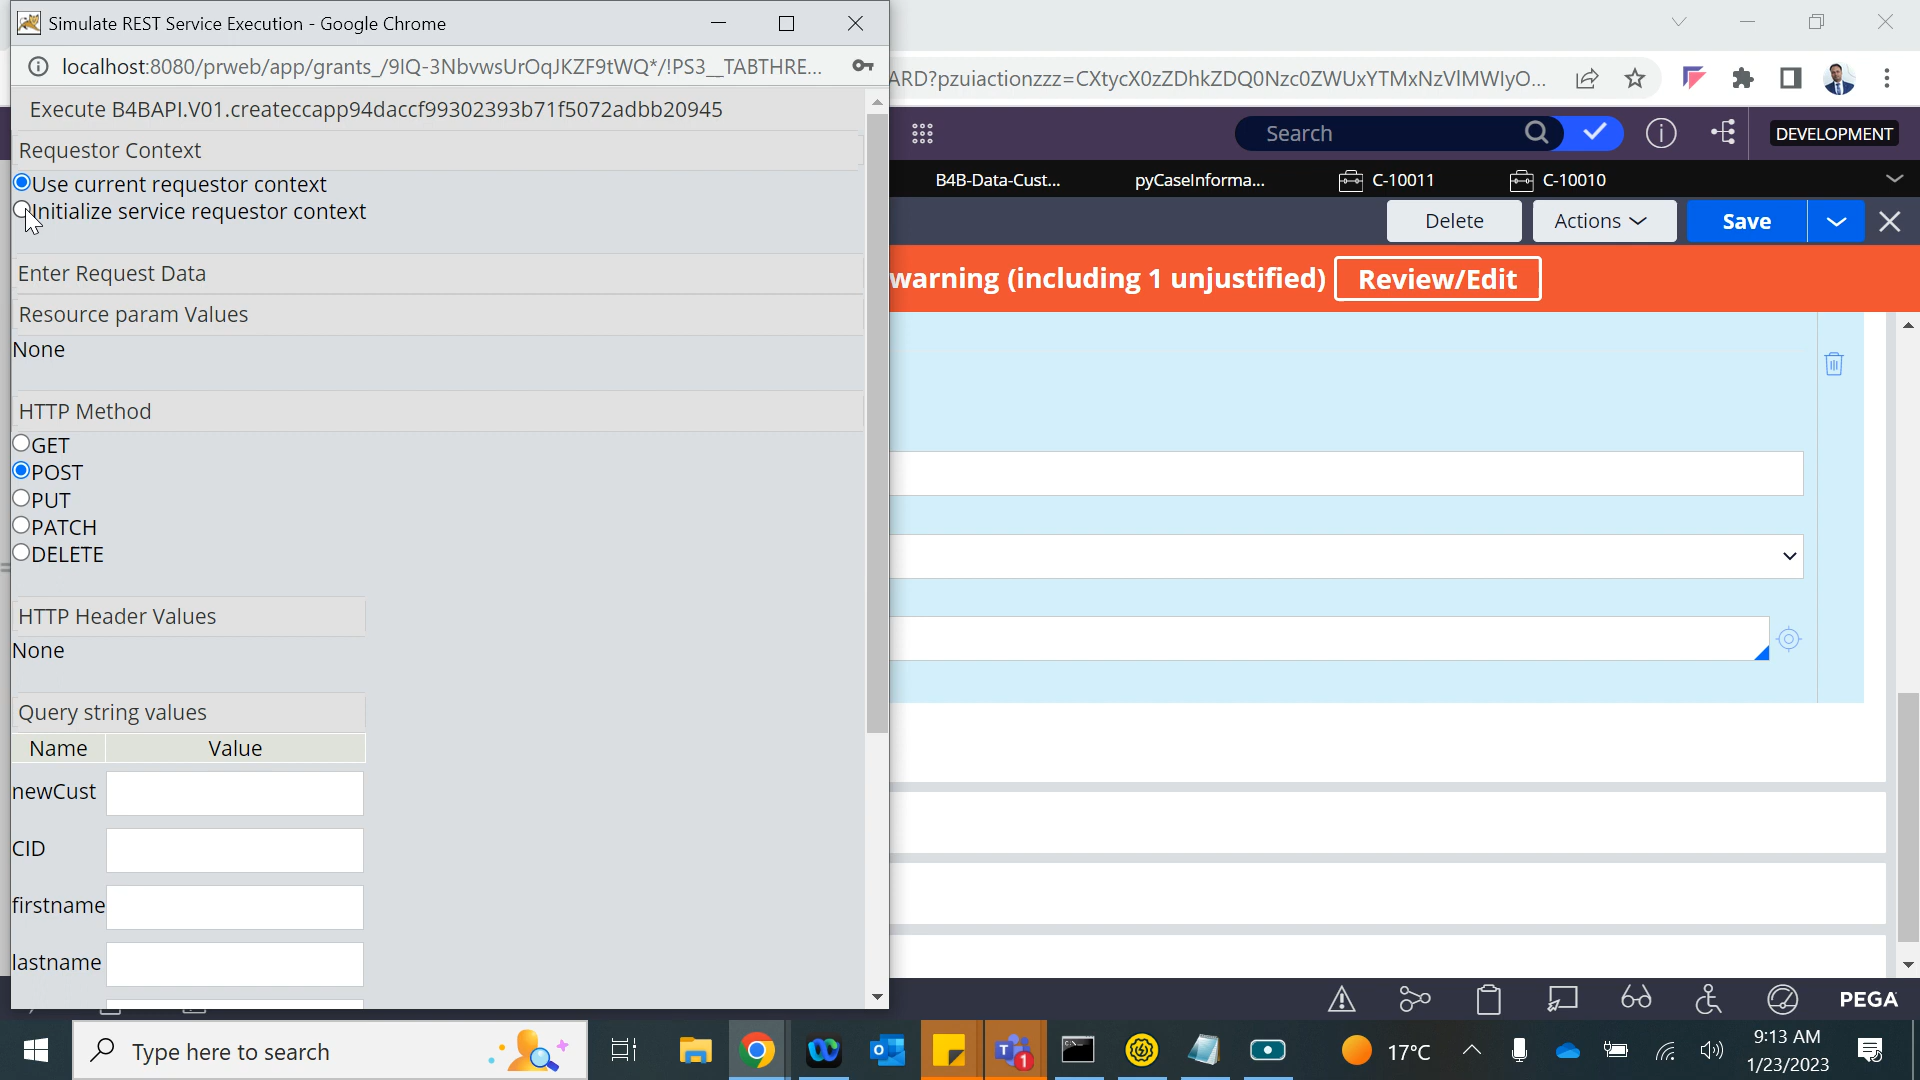 Simulate REST Service Execution - Google Chrome
localhost:8080/prweb/app/grants_/9IQ-3NbvwsUrOqJKZF9tWQ*/!PS3__TABTHRE...
ARD?pzuiactionzzz=CXtycX0zZDhkZDQ0Nzc0ZWUxYTMxNzVlMWIyO...
Execute B4BAPI.V01.createccapp94daccf99302393b71f5072adbb20945
Search
DEVELOPMENT
Requestor Context
B4B-Data-Cust...
pyCaseInforma...
C-10011
C-10010
Use current requestor context
Initialize service requestor context
Delete
Actions
Save
Enter Request Data
warning (including 1 unjustified)
Review/Edit
Resource param Values
None
HTTP Method
GET
POST
PUT
PATCH
DELETE
HTTP Header Values
None
Query string values
Name Value
newCust
CID
firstname
lastname
PEGA
Type here to search
1
17°C
9:13 AM
1/23/2023